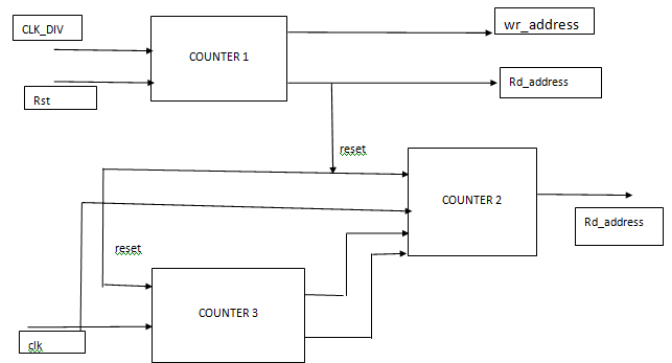 CLK_DIV
wr_address
COUNTER 1
Rd_address
Rst
reset
COUNTER 2
Rd_address
reset
COUNTER 3
clk